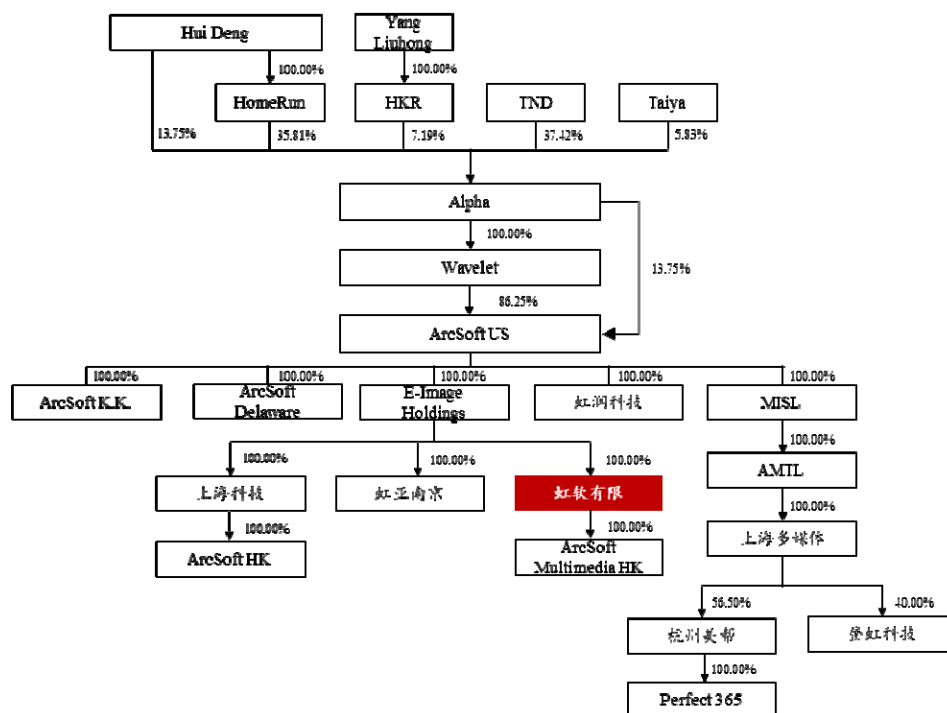 Hui Deng
Yang
Liuhong
100.00%
100.00%
HomeRun
HKR
TND
Taiya
13.75%
35.81%
7.19%
37.42%
5.83%
Alpha
100.00%
Wavelet
13.75%
86.25%
ArcSoft US
100.00%
100.00%
100.00%
100.00%
100.00%
ArcSoft K.K.
ArcSoft
Delaware
E-Image
Holdings
虹润科技
MISL
100.00%
100.00%
100.00%
100.00%
上海科技
虹亚南京
虹软有限
AMTL
100.00%
100.00%
100.00%
ArcSoft HK
ArcSoft
Multimedia HK
上海多媒体
56.50%
40.00%
杭州美帮
登虹科技
100.00%
Perfect 365